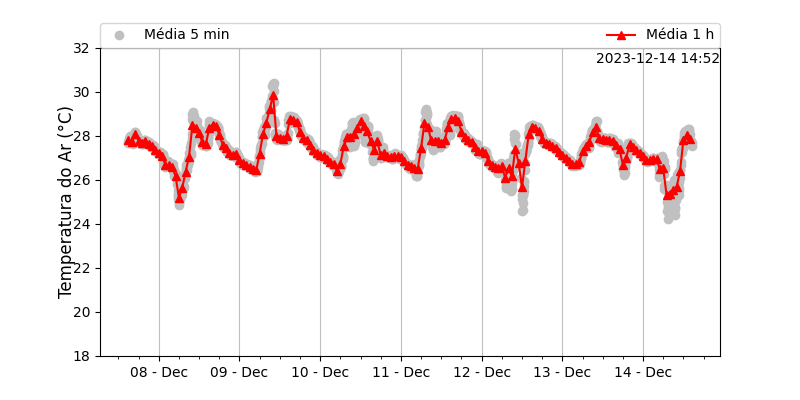 Média 5 min
Média 1 h
2023-12-14 14:52
Temperatura do Ar (°C)
32
30
28
26
24
22
20
18
08 - Dec
09 - Dec
10 - Dec
11 - Dec
12 - Dec
13 - Dec
14 - Dec